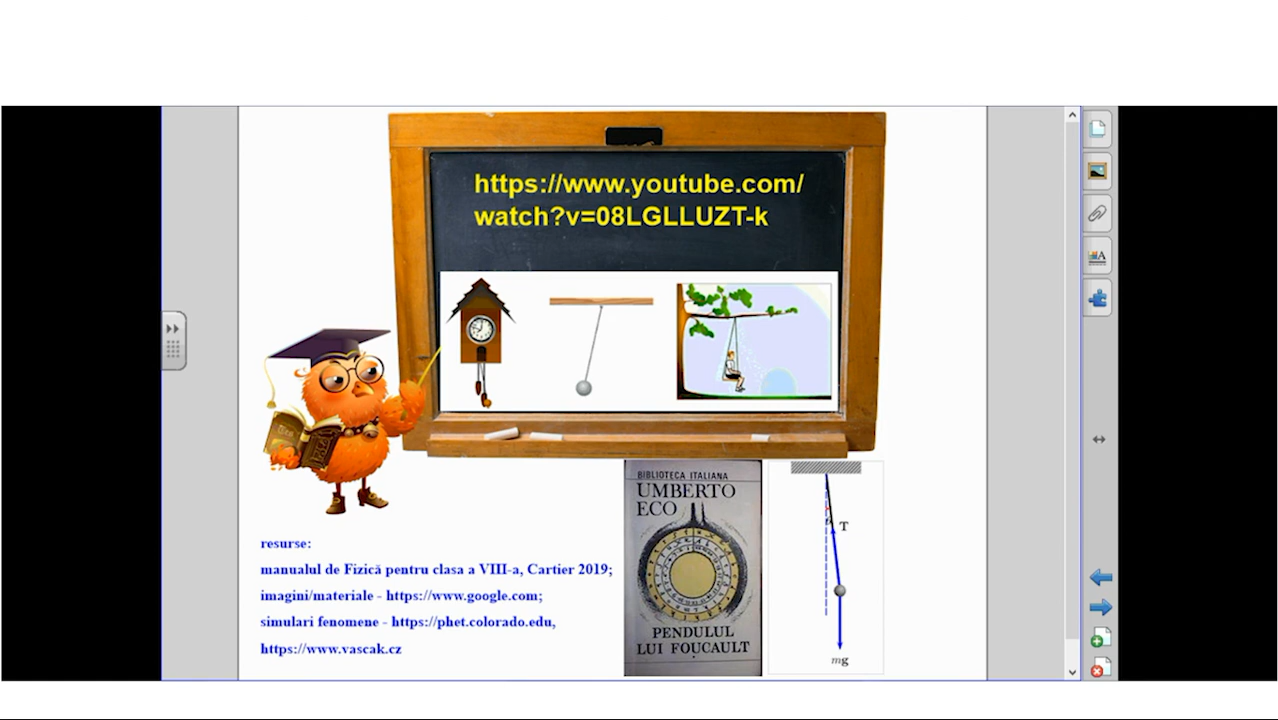 https://www.youtube.com/
watch?v=08LGLLUZT-k
resurse:
manualul de Fizică pentru clasa a VIII-a, Cartier 2019;
imagini/materiale - https://www.google.com;
simulari fenomene - https://phet.colorado.edu,
https://www.vascak.cz
BIBLIOTECA ITALIANA
UMBERTO
ECO
PENDULUL
LUI FOUCAULT
T
mg